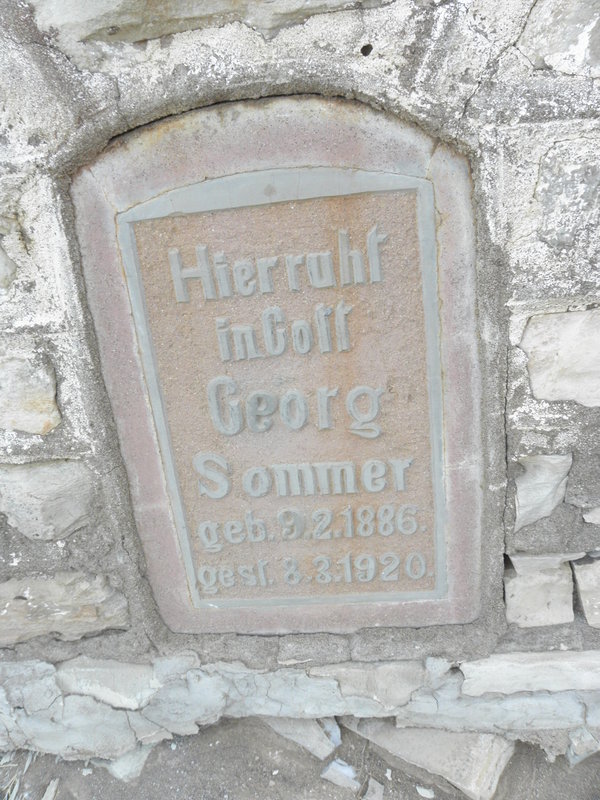 Hier ruht
in Gott
Georg
Sommer
geb. 9.2.1886.
gest. 8.3.1920.